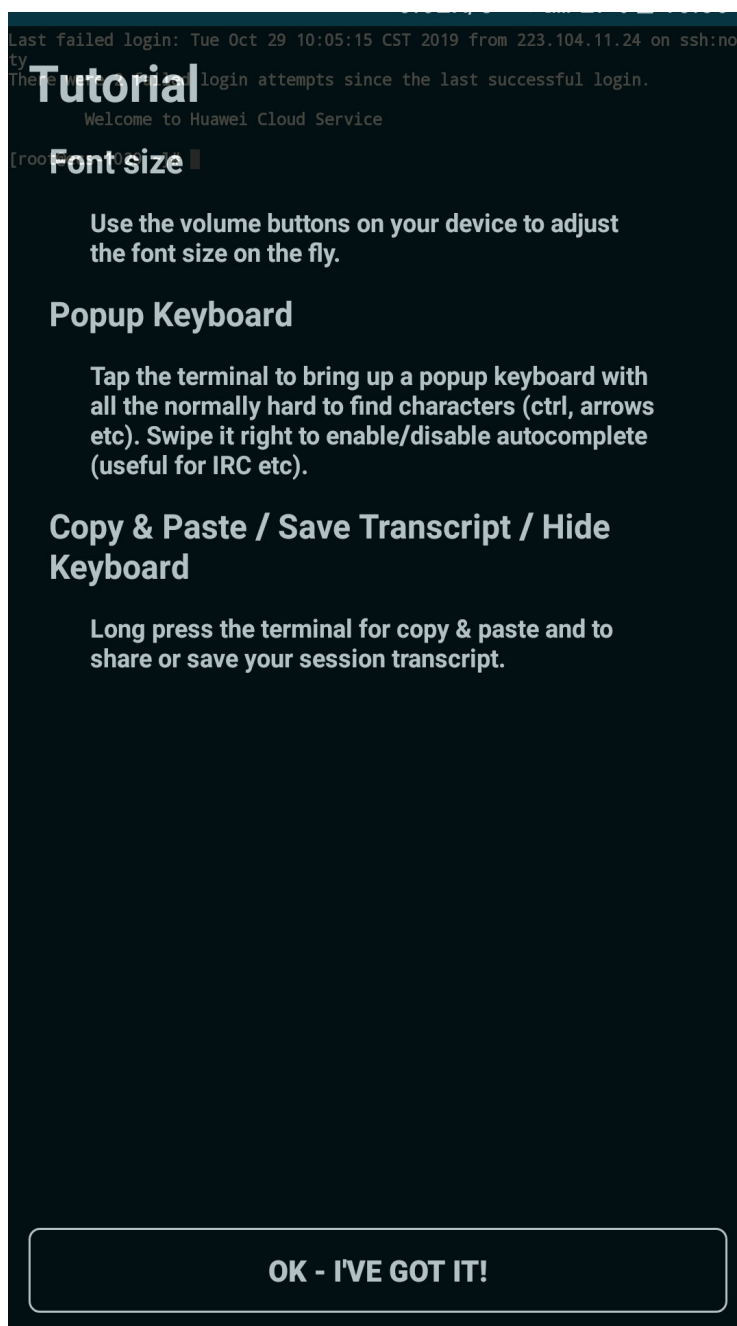 Last failed login: Tue Oct 29 10:05:15 CST 2019 from 223.104.11.24 on ssh:no
ty
There were failed login attempts since the last successful login.
Tutorial
Welcome to Huawei Cloud Service
[root
Font size
Use the volume buttons on your device to adjust
the font size on the fly.
Popup Keyboard
Tap the terminal to bring up a popup keyboard with
all the normally hard to find characters (ctrl, arrows
etc). Swipe it right to enable/disable autocomplete
(useful for IRC etc).
Copy & Paste / Save Transcript / Hide
Keyboard
Long press the terminal for copy & paste and to
share or save your session transcript.
OK - I'VE GOT IT!